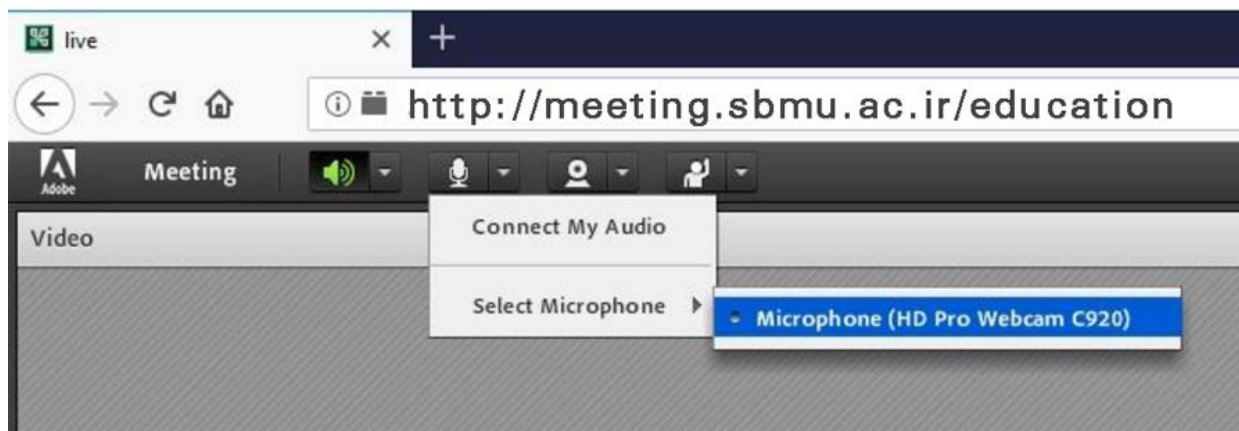 live
http://meeting.sbmu.ac.ir/education
Adobe Meeting
Connect My Audio
Video
Select Microphone
Microphone (HD Pro Webcam C920)